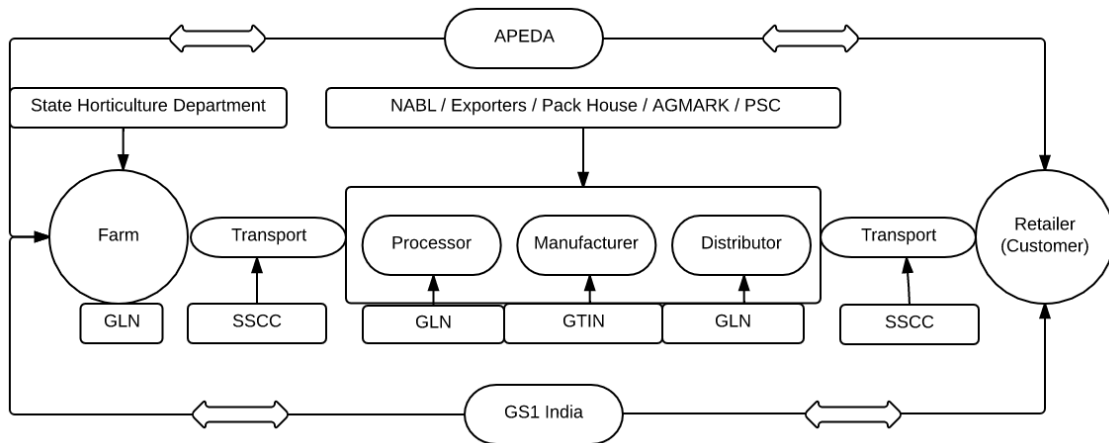 APEDA
State Horticulture Department
NABL / Exporters / Pack House / AGMARK / PSC
Farm
Transport
Processor
Manufacturer
Distributor
Transport
Retailer
(Customer)
GLN
SSCC
GLN
GTIN
GLN
SSCC
GS1 India